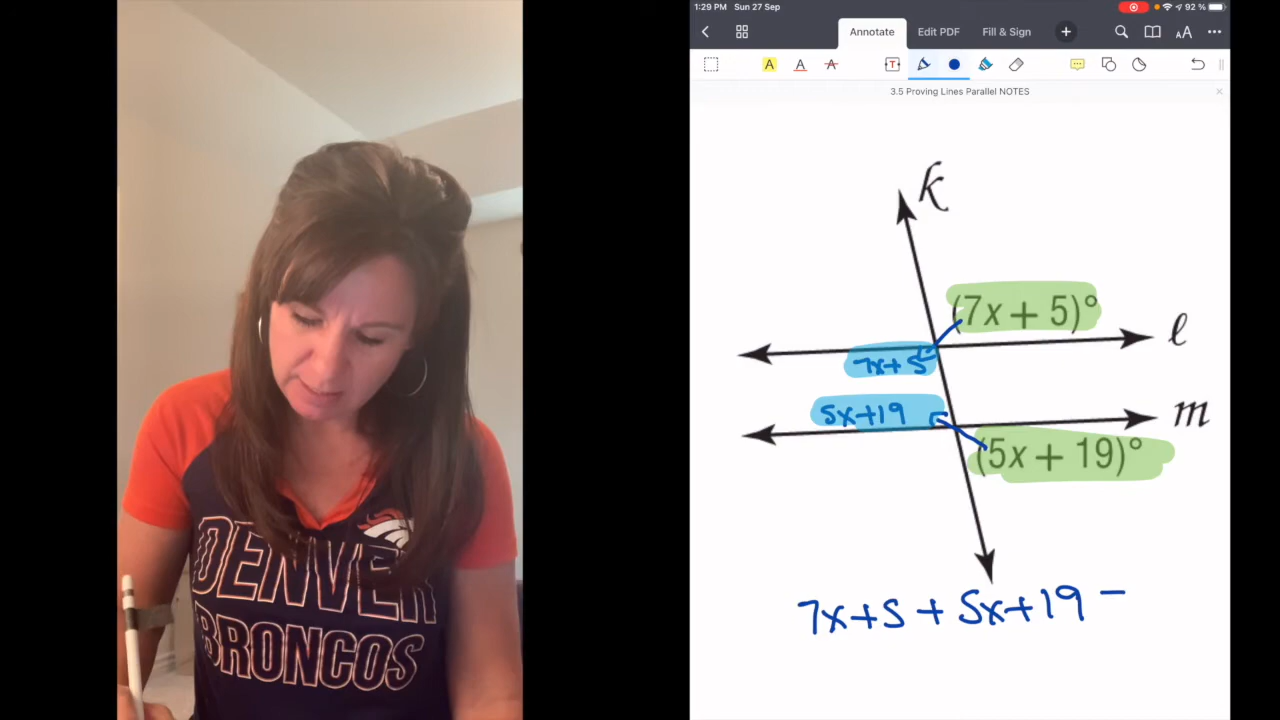 1:29 PM Sun 27 Sep
92 %
Annotate
Edit PDF
Fill & Sign
A
A
A
T
AA
3.5 Proving Lines Parallel NOTES
k
(7x + 5)°
ℓ
7x+5
5x+19
m
(5x + 19)°
7x+5 + 5x+19 =
DENVER
BRONCOS